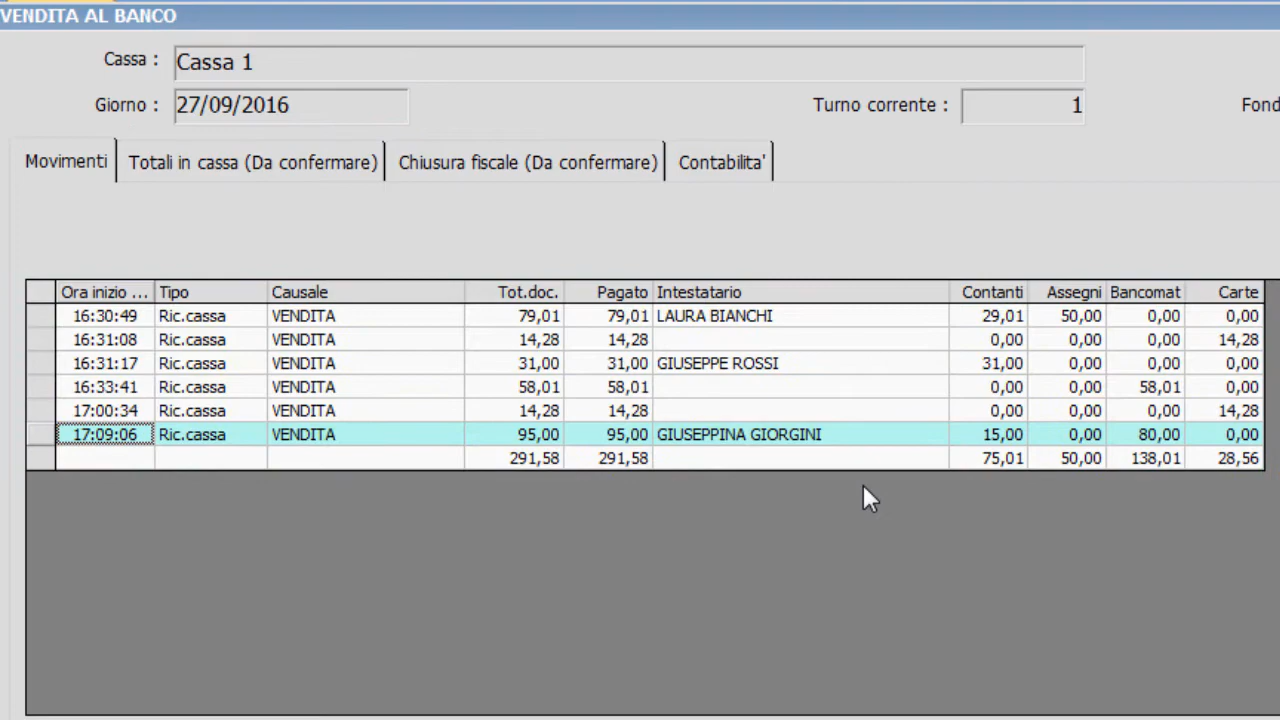 VENDITA AL BANCO
Cassa : Cassa 1
Giorno : 27/09/2016 Turno corrente : 1 Fond
Movimenti Totali in cassa (Da confermare) Chiusura fiscale (Da confermare) Contabilita'
Ora inizio ... Tipo Causale Tot.doc. Pagato Intestatario Contanti Assegni Bancomat Carte
16:30:49 Ric.cassa VENDITA 79,01 79,01 LAURA BIANCHI 29,01 50,00 0,00 0,00
16:31:08 Ric.cassa VENDITA 14,28 14,28 0,00 0,00 0,00 14,28
16:31:17 Ric.cassa VENDITA 31,00 31,00 GIUSEPPE ROSSI 31,00 0,00 0,00 0,00
16:33:41 Ric.cassa VENDITA 58,01 58,01 0,00 0,00 58,01 0,00
17:00:34 Ric.cassa VENDITA 14,28 14,28 0,00 0,00 0,00 14,28
17:09:06 Ric.cassa VENDITA 95,00 95,00 GIUSEPPINA GIORGINI 15,00 0,00 80,00 0,00
291,58 291,58 75,01 50,00 138,01 28,56